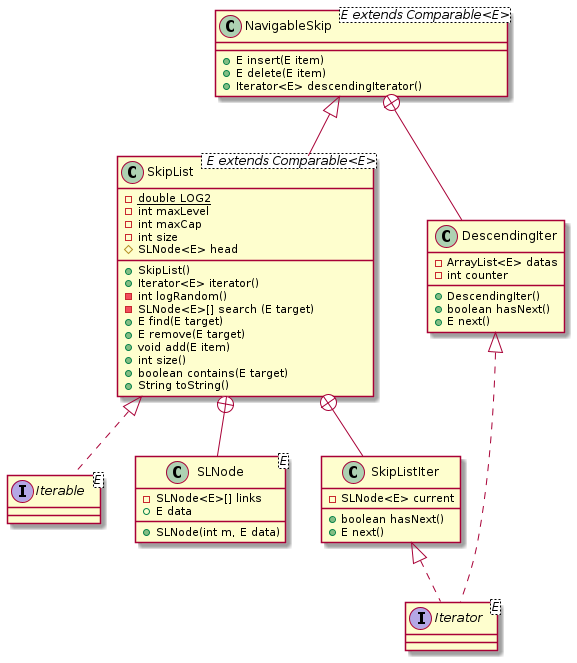 C NavigableSkip E extends Comparable<E>
E insert(E item)
E delete(E item)
Iterator<E> descendingIterator()
C SkipList E extends Comparable<E>
double LOG2
int maxLevel
int maxCap
int size
SLNode<E> head
SkipList()
Iterator<E> iterator()
int logRandom()
SLNode<E>[] search (E target)
E find(E target)
E remove(E target)
void add(E item)
int size()
boolean contains(E target)
String toString()
C DescendingIter
ArrayList<E> datas
int counter
DescendingIter()
boolean hasNext()
E next()
I Iterable E
C SLNode E
SLNode<E>[] links
E data
SLNode(int m, E data)
C SkipListIter
SLNode<E> current
boolean hasNext()
E next()
I Iterator E